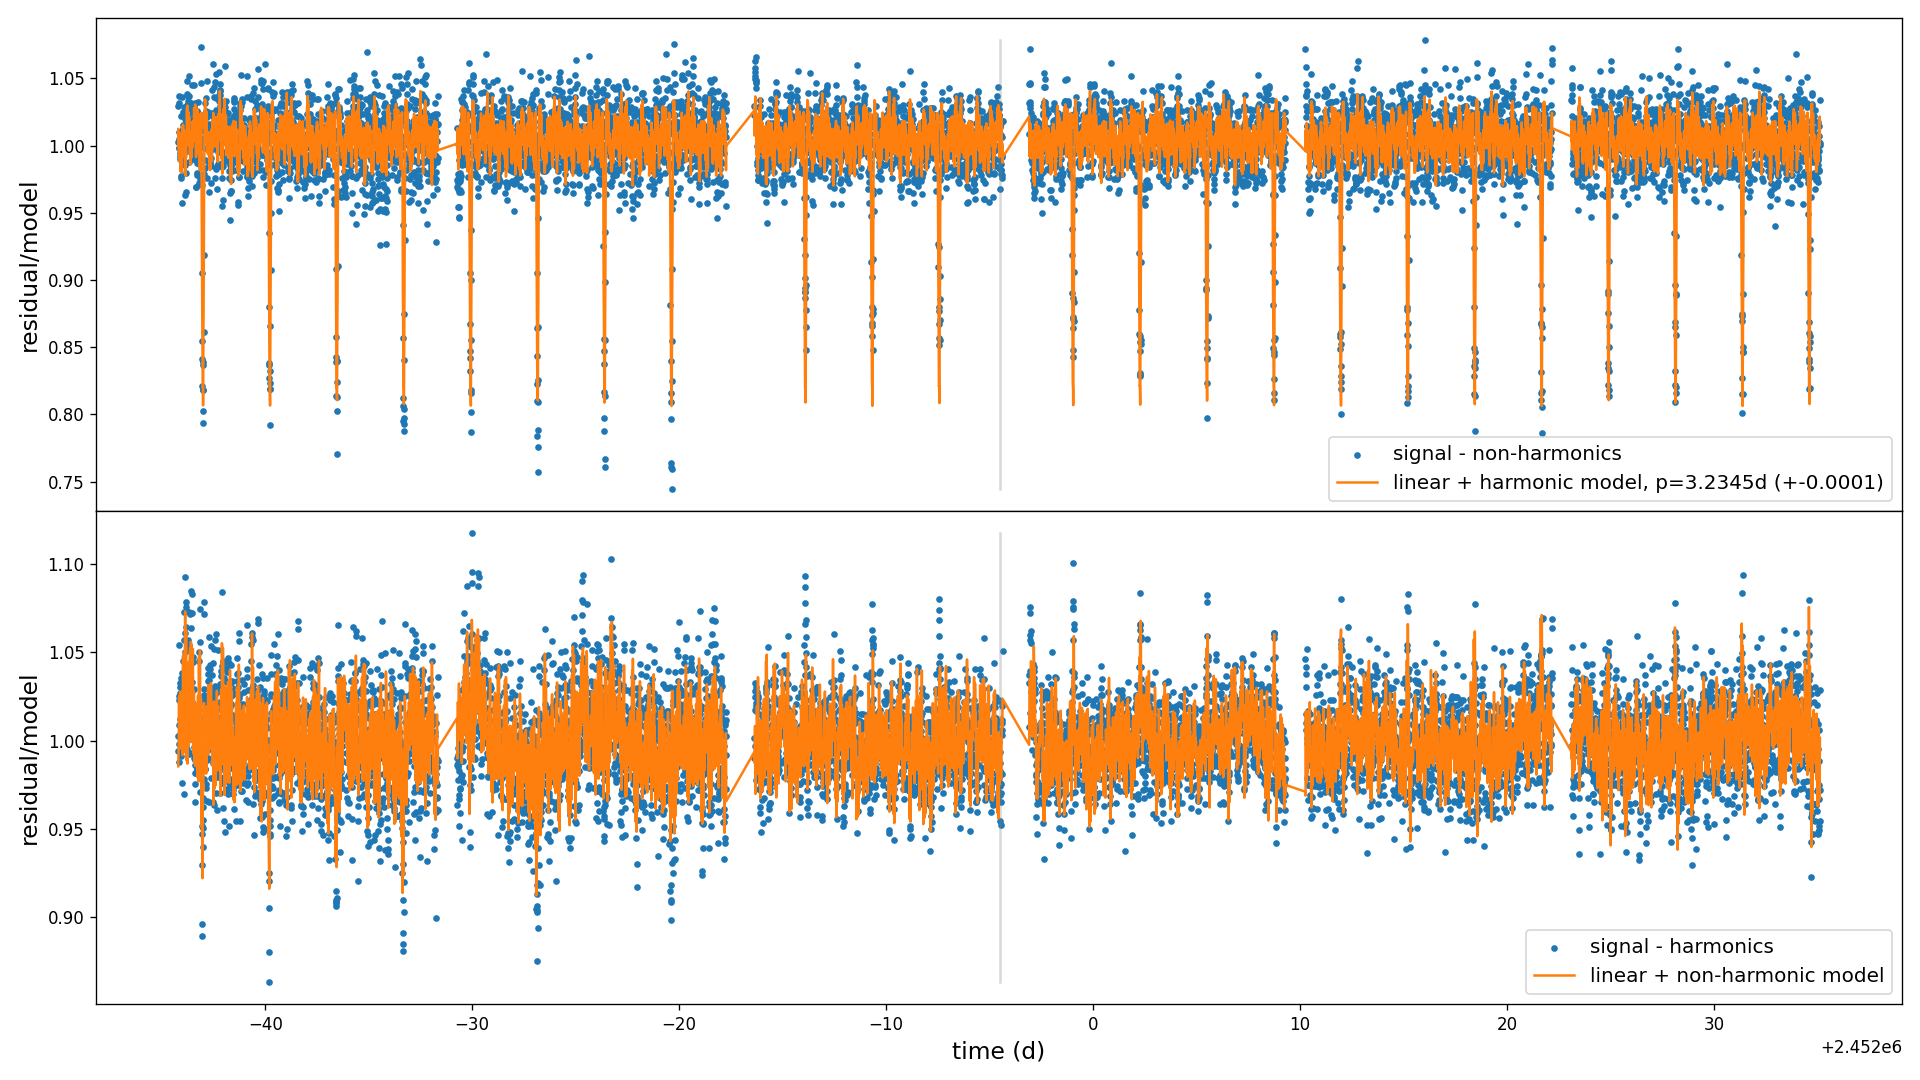 residual/model
1.05
1.00
0.95
0.90
0.85
0.80
0.75
signal - non-harmonics
linear + harmonic model, p=3.2345d (+-0.0001)
residual/model
1.10
1.05
1.00
0.95
0.90
signal - harmonics
linear + non-harmonic model
−40
−30
−20
−10
0
10
20
30
time (d)
+2.452e6